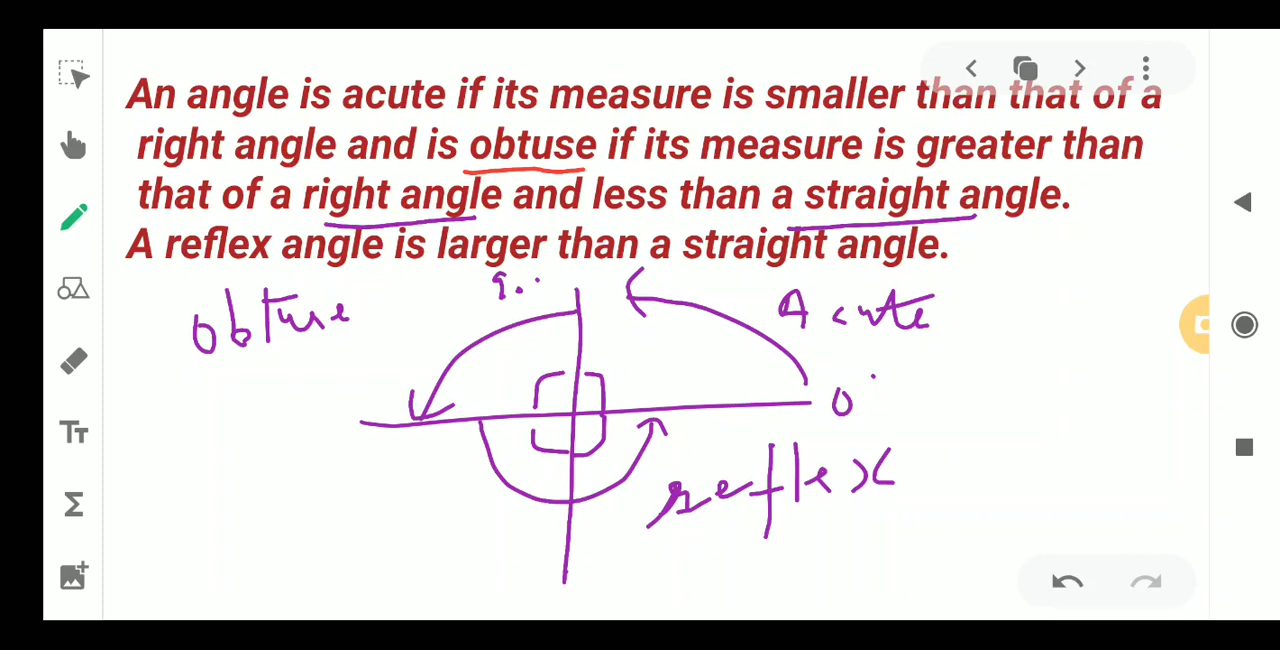 An angle is acute if its measure is smaller than that of a
right angle and is obtuse if its measure is greater than
that of a right angle and less than a straight angle.
A reflex angle is larger than a straight angle.
Obtuse
Acute
0°
reflex
Tт
Σ